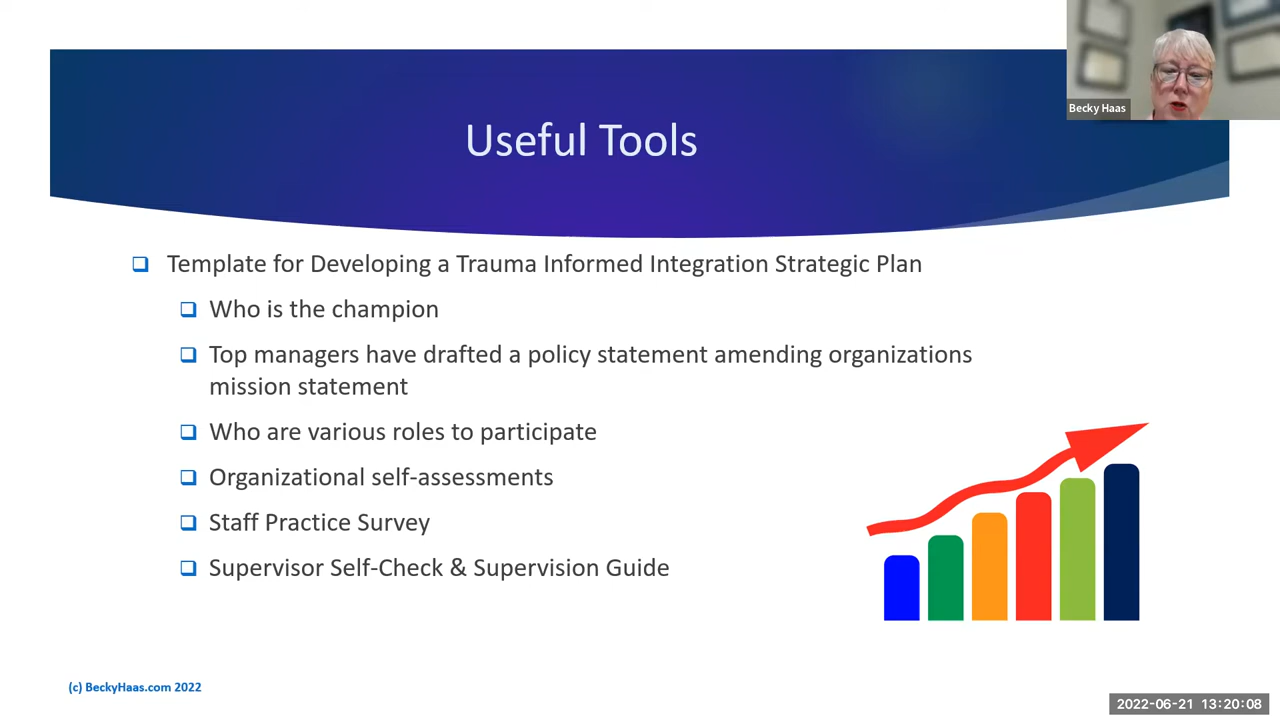 Becky Haas
Useful Tools
Template for Developing a Trauma Informed Integration Strategic Plan
Who is the champion
Top managers have drafted a policy statement amending organizations
mission statement
Who are various roles to participate
Organizational self-assessments
Staff Practice Survey
Supervisor Self-Check & Supervision Guide
(c) BeckyHaas.com 2022
2022-06-21 13:20:08